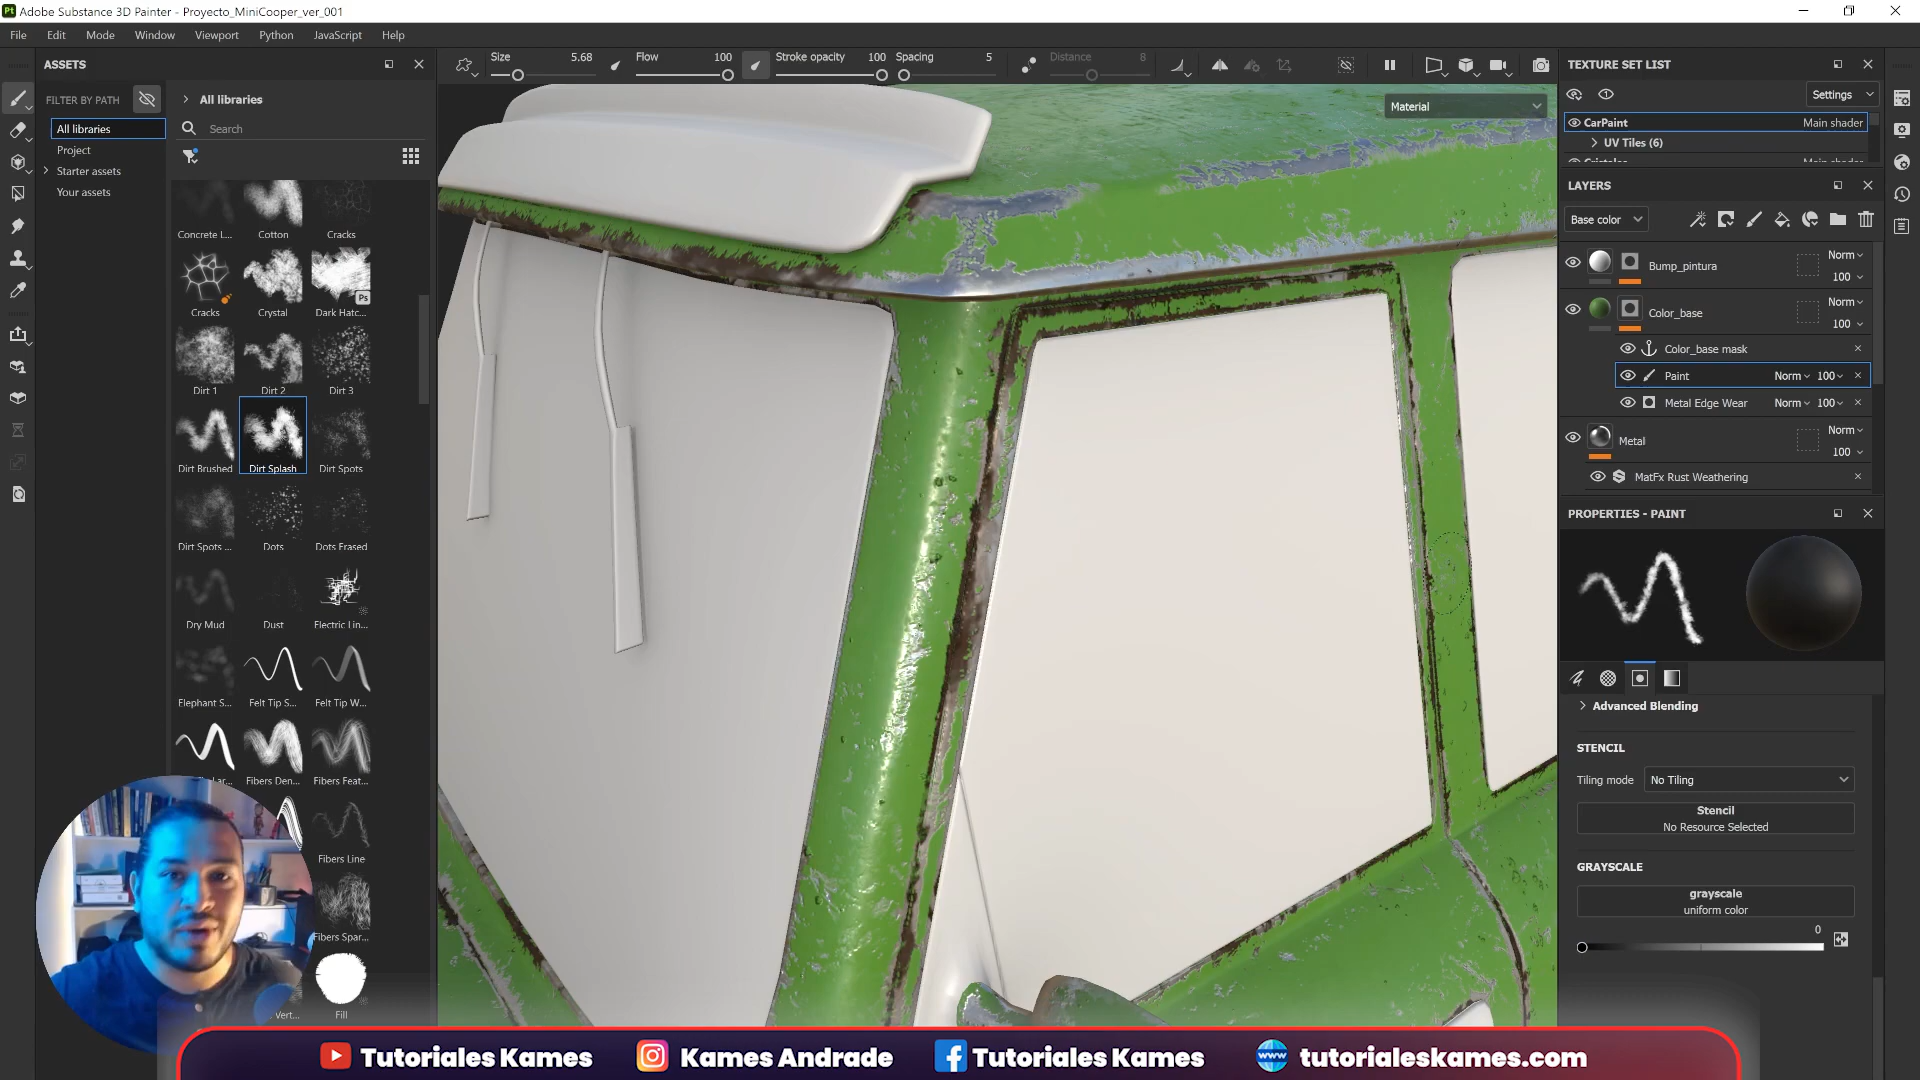 Adobe Substance 3D Painter - Proyecto_MiniCooper_ver_001
File Edit Mode Window Viewport Python JavaScript Help
ASSETS
FILTER BY PATH
All libraries
Project
Starter assets
Your assets
All libraries
Search
Concrete L... Cotton Cracks
Cracks Crystal Dark Hatc...
Ps
Dirt 1 Dirt 2 Dirt 3
Dirt Brushed Dirt Splash Dirt Spots
Dirt Spots ... Dots Dots Erased
Dry Mud Dust Electric Lin...
Elephant S... Felt Tip S... Felt Tip W...
Fibers Den... Fibers Feat...
Fibers Line
Fibers Spar...
Vert... Fill
Size 5.68 Flow 100 Stroke opacity 100 Spacing 5 Distance 8
Material
TEXTURE SET LIST
Settings
CarPaint Main shader
UV Tiles (6)
LAYERS
Base color
Bump_pintura Norm 100
Color_base Norm 100
Color_base mask
Paint Norm 100
Metal Edge Wear Norm 100
Metal Norm 100
MatFx Rust Weathering
PROPERTIES - PAINT
Advanced Blending
STENCIL
Tiling mode No Tiling
Stencil
No Resource Selected
GRAYSCALE
grayscale
uniform color
0
Tutoriales Kames Kames Andrade Tutoriales Kames tutorialeskames.com